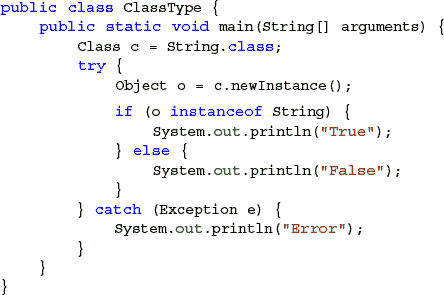 public class ClassType {
    public static void main(String[] arguments) {
        Class c = String.class;
        try {
            Object o = c.newInstance();
            if (o instanceof String) {
                System.out.println("True");
            } else {
                System.out.println("False");
            }
        } catch (Exception e) {
            System.out.println("Error");
        }
    }
}